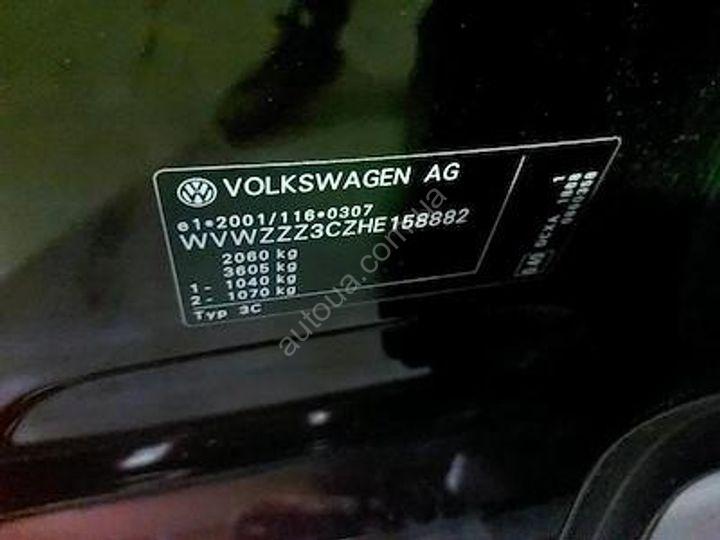 VOLKSWAGEN AG
e1*2001/116*0307
WVWZZZ3CZHE158882
2060 kg
3605 kg
1 - 1040 kg
2 - 1070 kg
Typ 3C
DCXA
autoua.com.ua